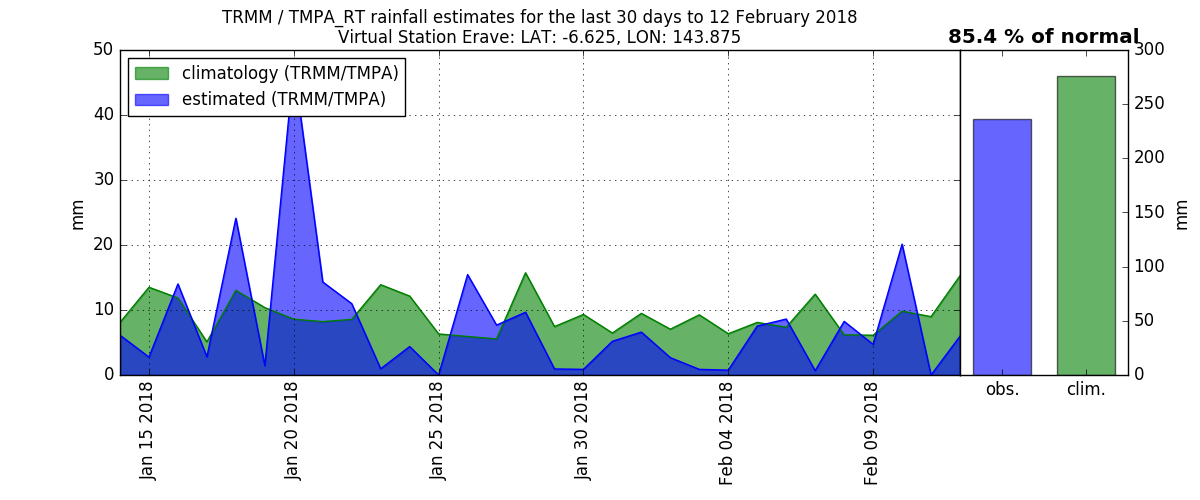 TRMM / TMPA_RT rainfall estimates for the last 30 days to 12 February 2018
Virtual Station Erave: LAT: -6.625, LON: 143.875
85.4 % of normal
climatology (TRMM/TMPA)
estimated (TRMM/TMPA)
50
40
30
20
10
0
mm
Jan 15 2018
Jan 20 2018
Jan 25 2018
Jan 30 2018
Feb 04 2018
Feb 09 2018
300
250
200
150
100
50
0
mm
obs.
clim.